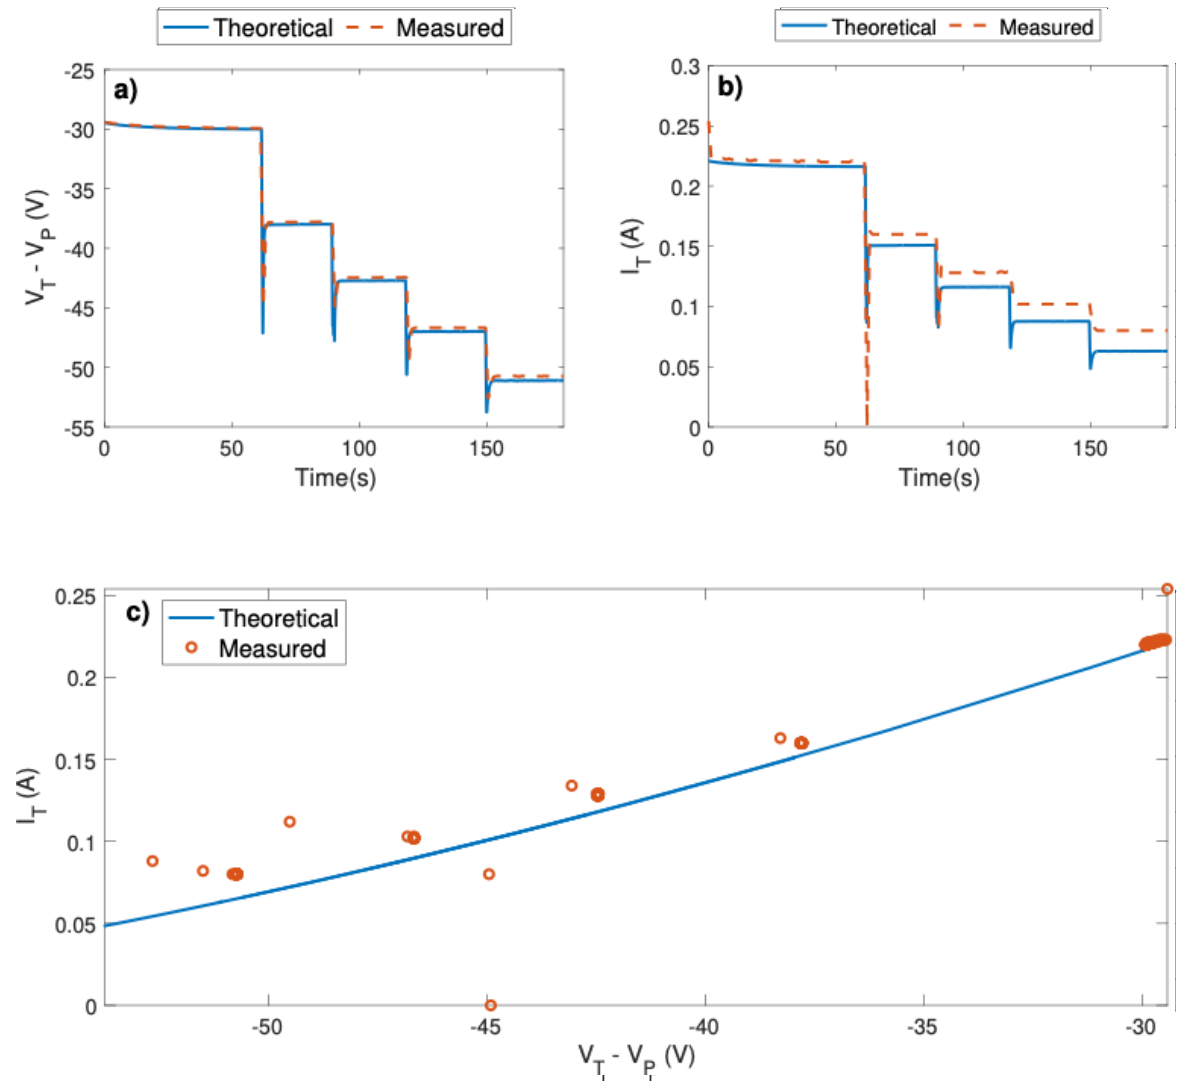 Theoretical Measured
a)
-25
-30
-35
-40
-45
-50
-55
V_T - V_P (V)
0 50 100 150
Time(s)
Theoretical Measured
b)
0.3
0.25
0.2
0.15
0.1
0.05
0
I_T (A)
0 50 100 150
Time(s)
c)
Theoretical
Measured
0.25
0.2
0.15
0.1
0.05
0
I_T (A)
-50 -45 -40 -35 -30
V_T - V_P (V)